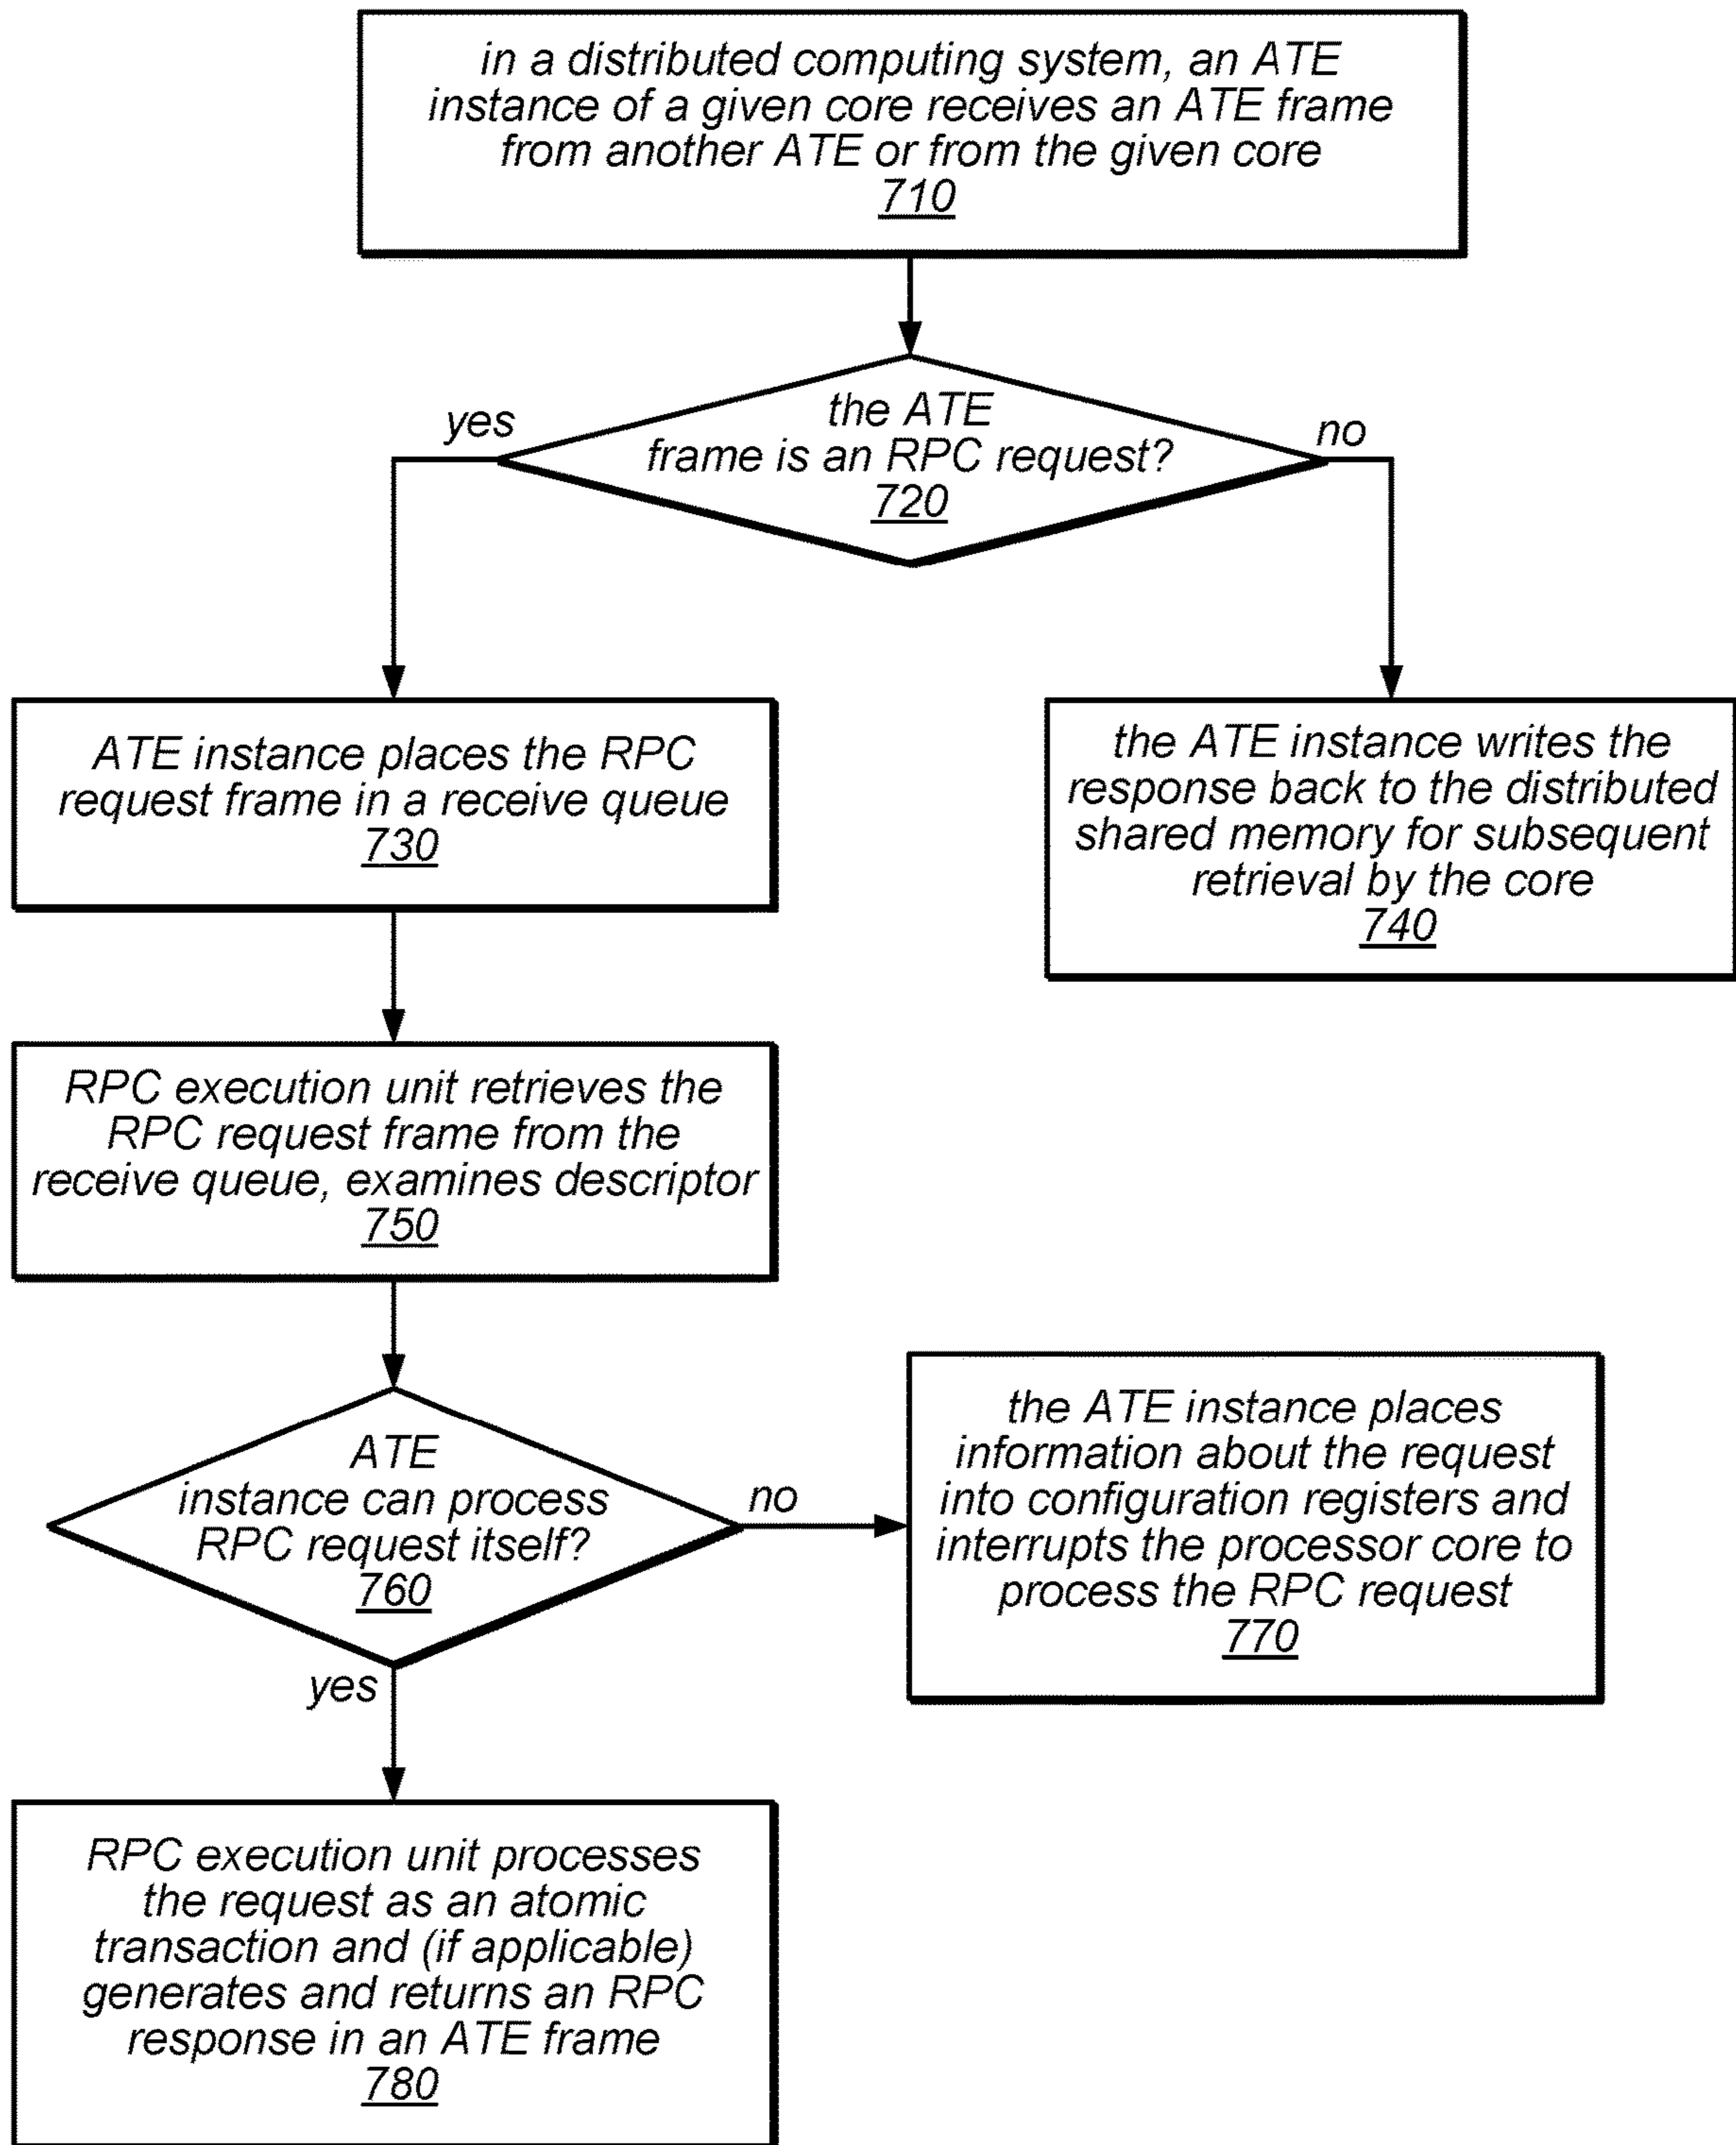 in a distributed computing system, an ATE
instance of a given core receives an ATE frame
from another ATE or from the given core
710
the ATE
frame is an RPC request?
720
yes
no
ATE instance places the RPC
request frame in a receive queue
730
the ATE instance writes the
response back to the distributed
shared memory for subsequent
retrieval by the core
740
RPC execution unit retrieves the
RPC request frame from the
receive queue, examines descriptor
750
ATE
instance can process
RPC request itself?
760
no
yes
the ATE instance places
information about the request
into configuration registers and
interrupts the processor core to
process the RPC request
770
RPC execution unit processes
the request as an atomic
transaction and (if applicable)
generates and returns an RPC
response in an ATE frame
780